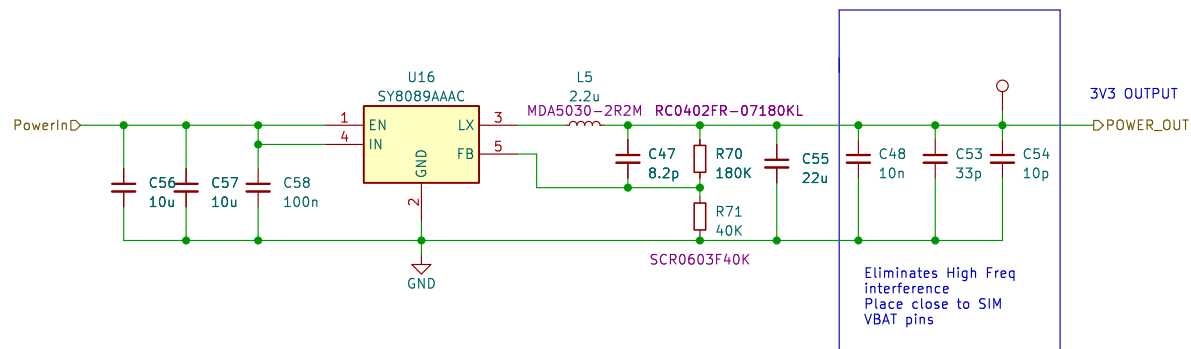 U16
SY8089AAAC
L5
2.2u
MDA5030-2R2M
RC0402FR-07180KL
3V3 OUTPUT
PowerIn
1
EN
LX
3
POWER_OUT
4
IN
FB
5
GND
2
C56
10u
C57
10u
C58
100n
C47
8.2p
R70
180K
C55
22u
C48
10n
C53
33p
C54
10p
R71
40K
SCR0603F40K
GND
Eliminates High Freq
interference
Place close to SIM
VBAT pins